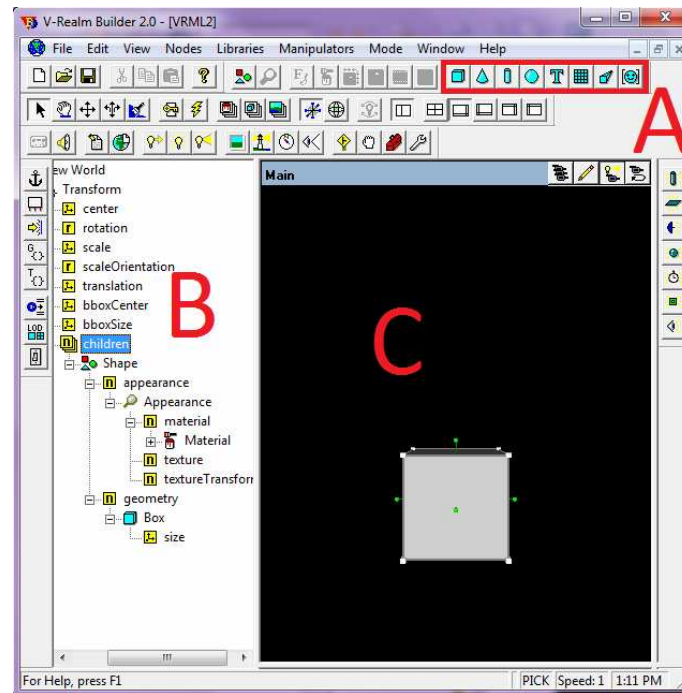 V-Realm Builder 2.0 - [VRML2]
File Edit View Nodes Libraries Manipulators Mode Window Help
A
ew World
Transform
center
rotation
scale
scaleOrientation
translation
bboxCenter
bboxSize
children
Shape
appearance
Appearance
material
Material
texture
textureTransforr
geometry
Box
size
B
Main
C
LOD
For Help, press F1
PICK Speed: 1 1:11 PM